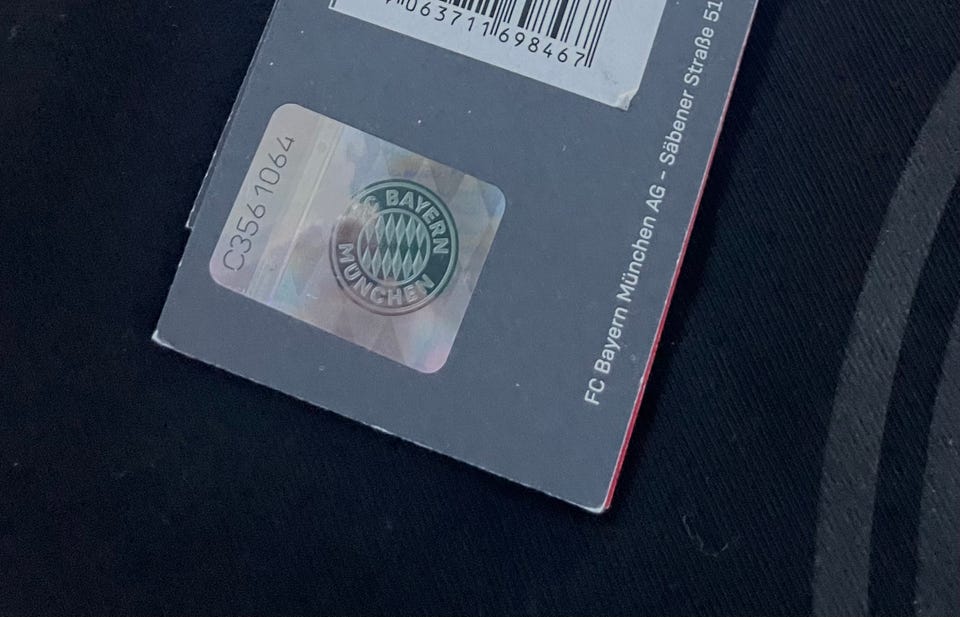 063711698467
C3561064
FC BAYERN
MÜNCHEN
FC Bayern München AG - Säbener Straße 51